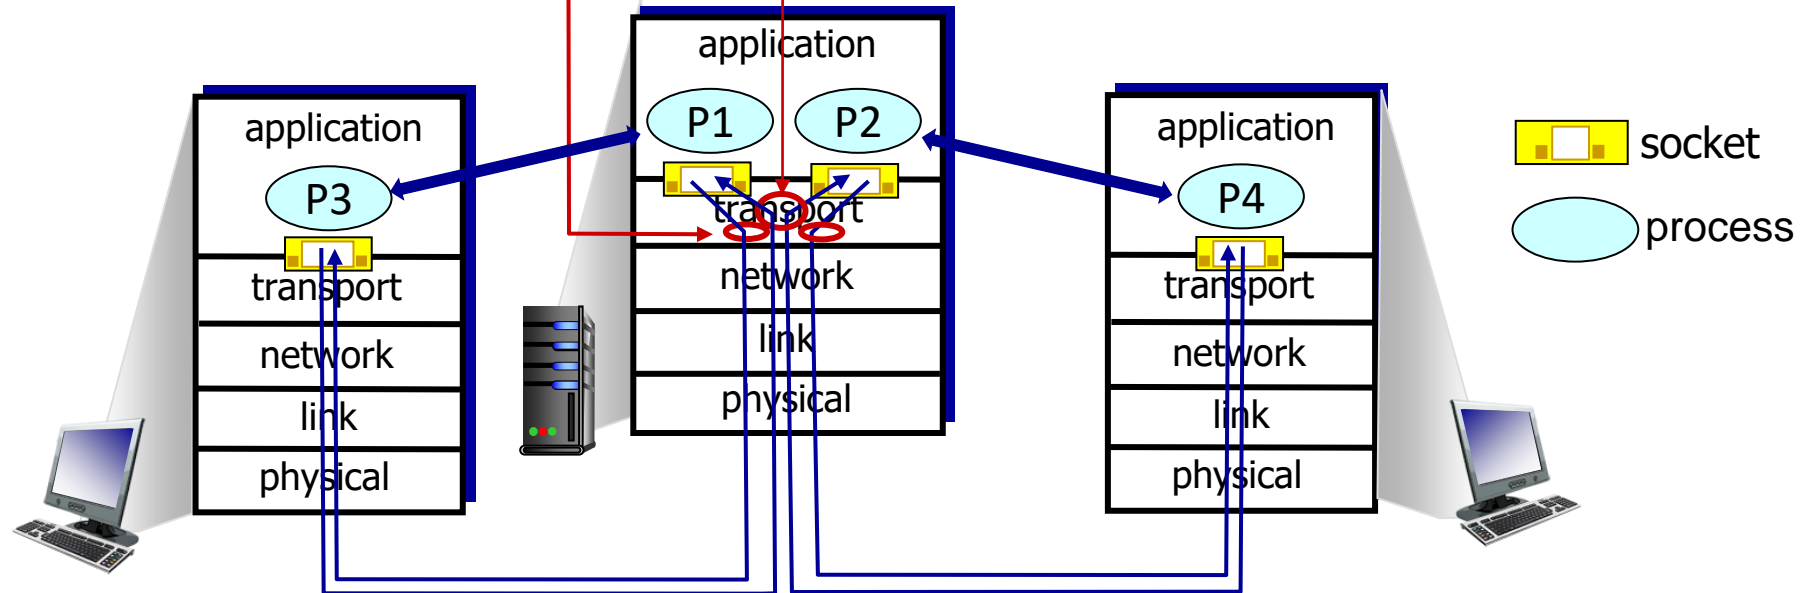 application
P3
transport
network
link
physical
application
P1 P2
transport
network
link
physical
application
P4
transport
network
link
physical
socket
process